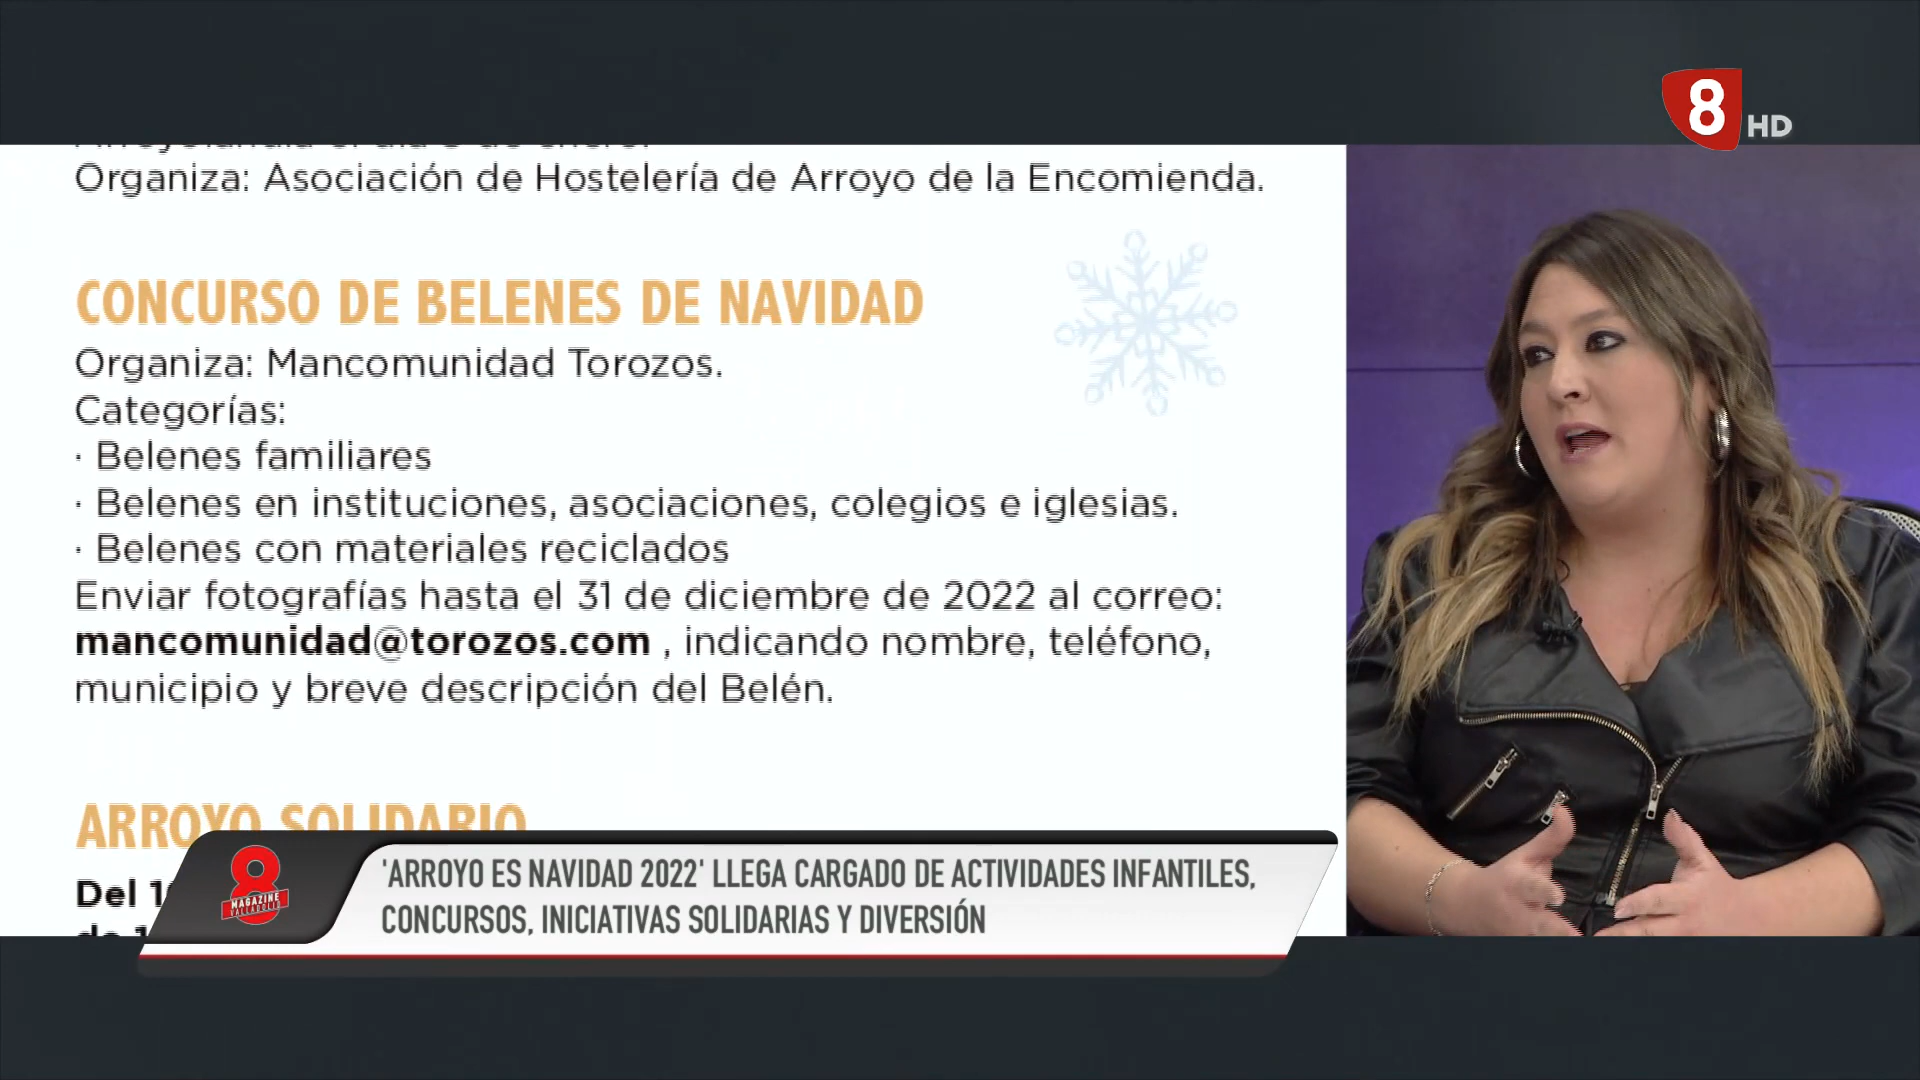 8 HD
Organiza: Asociación de Hostelería de Arroyo de la Encomienda.
CONCURSO DE BELENES DE NAVIDAD
Organiza: Mancomunidad Torozos.
Categorías:
· Belenes familiares
· Belenes en instituciones, asociaciones, colegios e iglesias.
· Belenes con materiales reciclados
Enviar fotografías hasta el 31 de diciembre de 2022 al correo:
mancomunidad@torozos.com , indicando nombre, teléfono,
municipio y breve descripción del Belén.
ARROYO SOLIDARIO
Del
8
MAGAZINE
VALLADOLID
'ARROYO ES NAVIDAD 2022' LLEGA CARGADO DE ACTIVIDADES INFANTILES,
CONCURSOS, INICIATIVAS SOLIDARIAS Y DIVERSIÓN